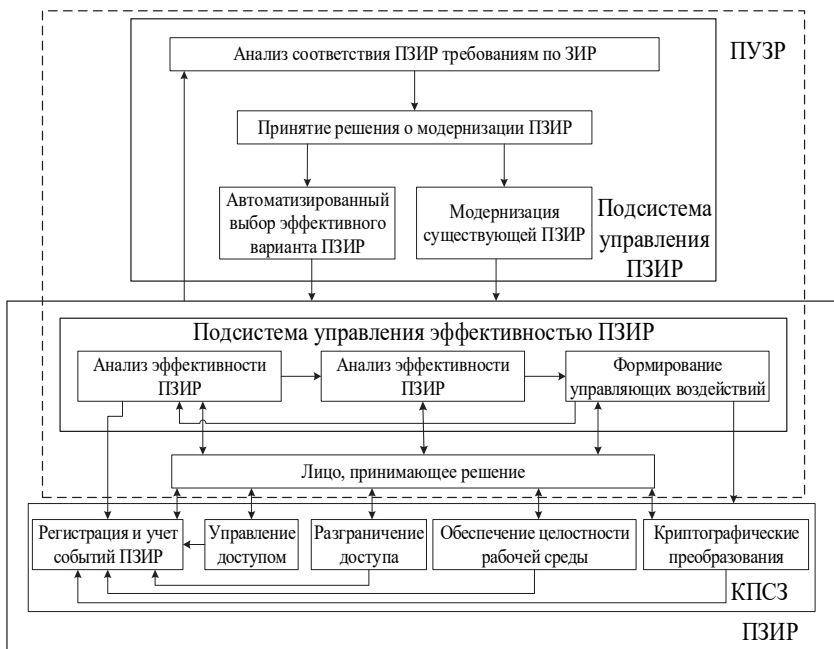 Анализ соответствия ПЗИР требованиям по ЗИР
ПУЗР
Принятие решения о модернизации ПЗИР
Автоматизированный
выбор эффективного
варианта ПЗИР
Модернизация
существующей ПЗИР
Подсистема
управления
ПЗИР
Подсистема управления эффективностью ПЗИР
Анализ эффективности
ПЗИР
Анализ эффективности
ПЗИР
Формирование
управляющих воздействий
Лицо, принимающее решение
Регистрация и учет
событий ПЗИР
Управление
доступом
Разграничение
доступа
Обеспечение целостности
рабочей среды
Криптографические
преобразования
КПСЗ
ПЗИР